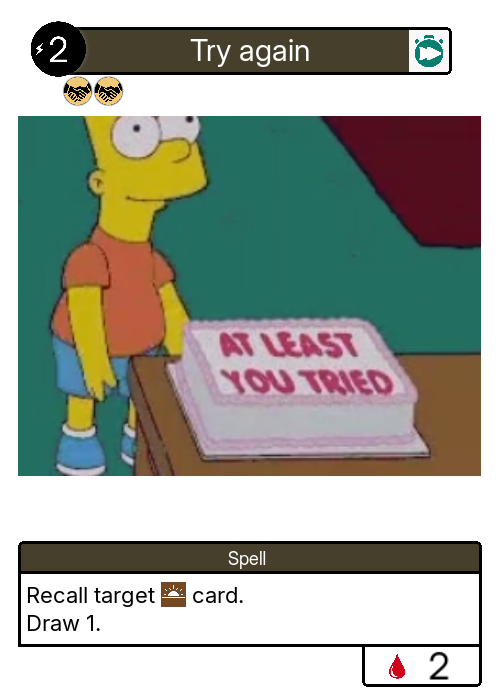 2
Try again
AT LEAST
YOU TRIED
Spell
Recall target card.
Draw 1.
2